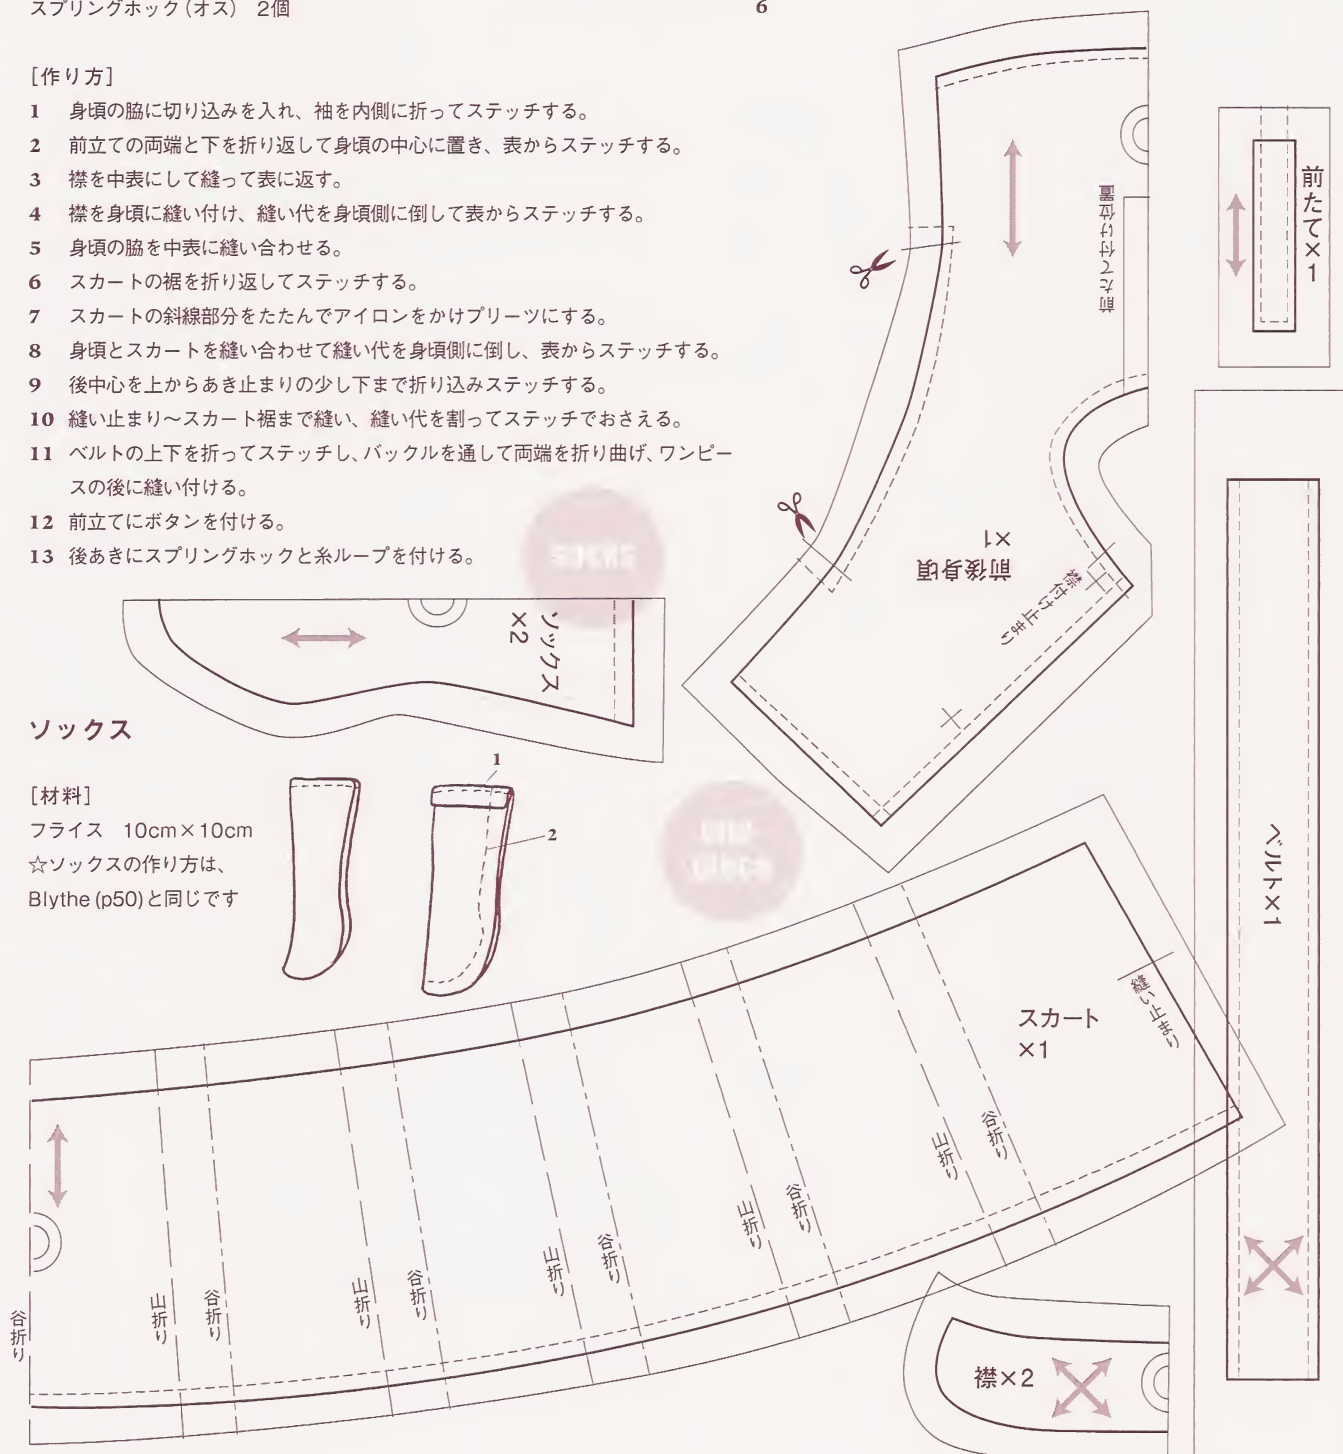 スプリングホック(オス) 2個
6
[作り方]
1 身頃の脇に切り込みを入れ、袖を内側に折ってステッチする。
2 前立ての両端と下を折り返して身頃の中心に置き、表からステッチする。
3 襟を中表にして縫って表に返す。
4 襟を身頃に縫い付け、縫い代を身頃側に倒して表からステッチする。
5 身頃の脇を中表に縫い合わせる。
6 スカートの裾を折り返してステッチする。
7 スカートの斜線部分をたたんでアイロンをかけプリーツにする。
8 身頃とスカートを縫い合わせて縫い代を身頃側に倒し、表からステッチする。
9 後中心を上からあき止まりの少し下まで折り込みステッチする。
10 縫い止まり〜スカート裾まで縫い、縫い代を割ってステッチでおさえる。
11 ベルトの上下を折ってステッチし、バックルを通して両端を折り曲げ、ワンピー
スの後に縫い付ける。
12 前立てにボタンを付ける。
13 後あきにスプリングホックと糸ループを付ける。
ソックス
×2
ソックス
[材料]
フライス 10cm×10cm
☆ソックスの作り方は、
Blythe(p50)と同じです
1
2
前たて付け位置
前たて×1
前後身頃
×1
襟付け止まり
ベルト×1
スカート
×1
縫い止まり
山折り
谷折り
山折り
谷折り
山折り
谷折り
山折り
谷折り
山折り
谷折り
谷折り
襟×2